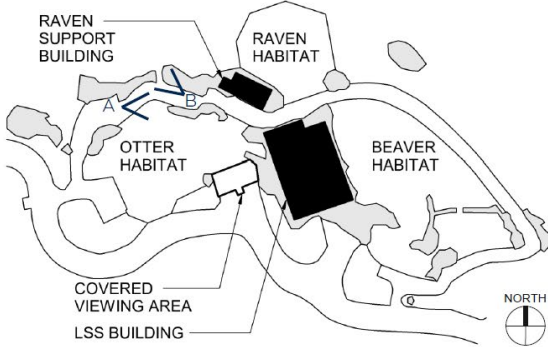 RAVEN
SUPPORT
BUILDING
RAVEN
HABITAT
A
B
OTTER
HABITAT
BEAVER
HABITAT
COVERED
VIEWING AREA
LSS BUILDING
NORTH